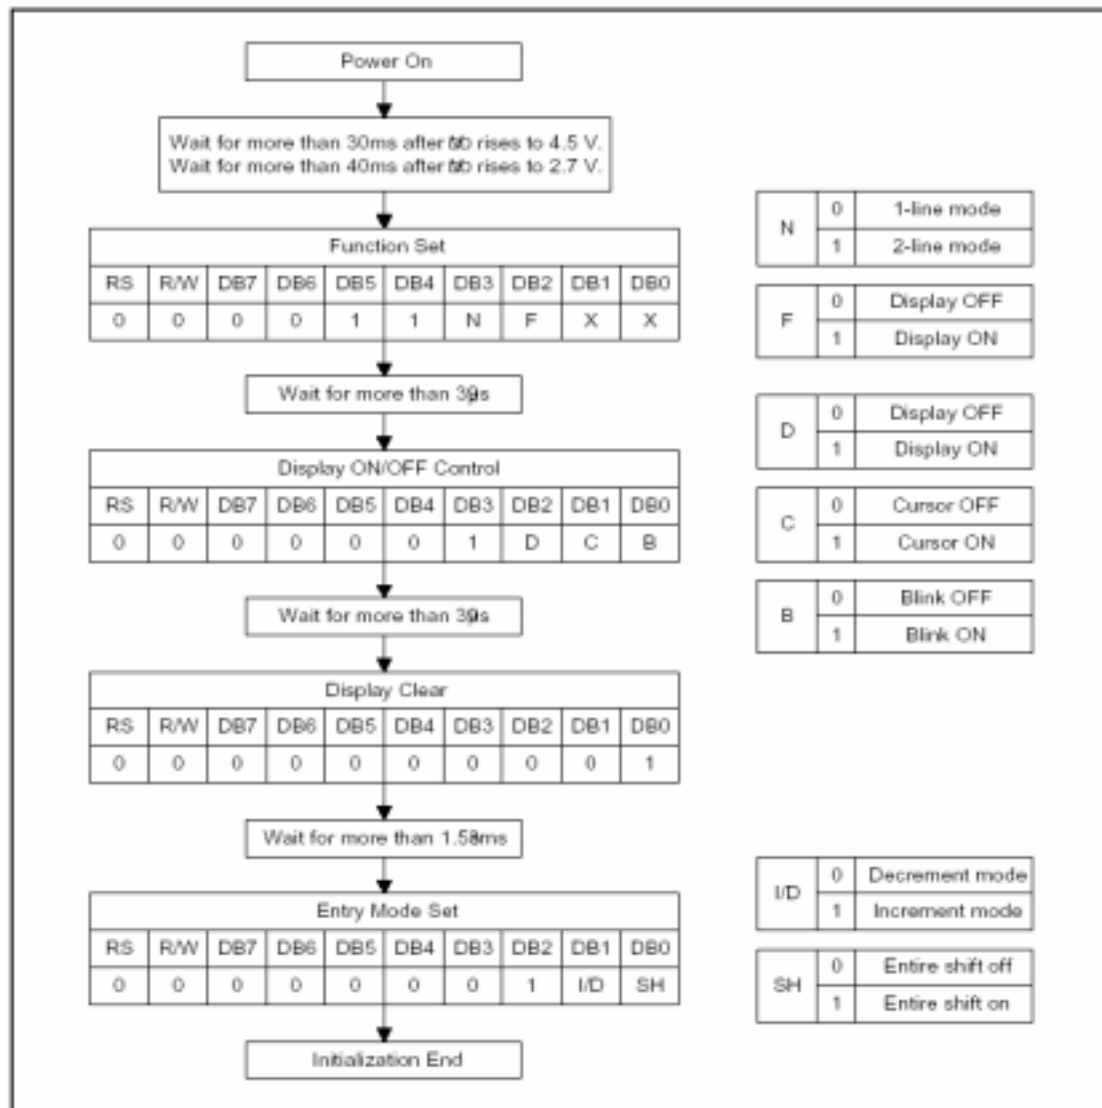 Power On
Wait for more than 30ms after rises to 4.5 V.
Wait for more than 40ms after rises to 2.7 V.
Function Set
RS R/W DB7 DB6 DB5 DB4 DB3 DB2 DB1 DB0
0 0 0 0 1 1 N F X X
Wait for more than 39μs
Display ON/OFF Control
RS R/W DB7 DB6 DB5 DB4 DB3 DB2 DB1 DB0
0 0 0 0 0 0 1 D C B
Wait for more than 39μs
Display Clear
RS R/W DB7 DB6 DB5 DB4 DB3 DB2 DB1 DB0
0 0 0 0 0 0 0 0 0 1
Wait for more than 1.53ms
Entry Mode Set
RS R/W DB7 DB6 DB5 DB4 DB3 DB2 DB1 DB0
0 0 0 0 0 0 0 1 I/D SH
Initialization End
N
0 1-line mode
1 2-line mode
F
0 Display OFF
1 Display ON
D
0 Display OFF
1 Display ON
C
0 Cursor OFF
1 Cursor ON
B
0 Blink OFF
1 Blink ON
I/D
0 Decrement mode
1 Increment mode
SH
0 Entire shift off
1 Entire shift on